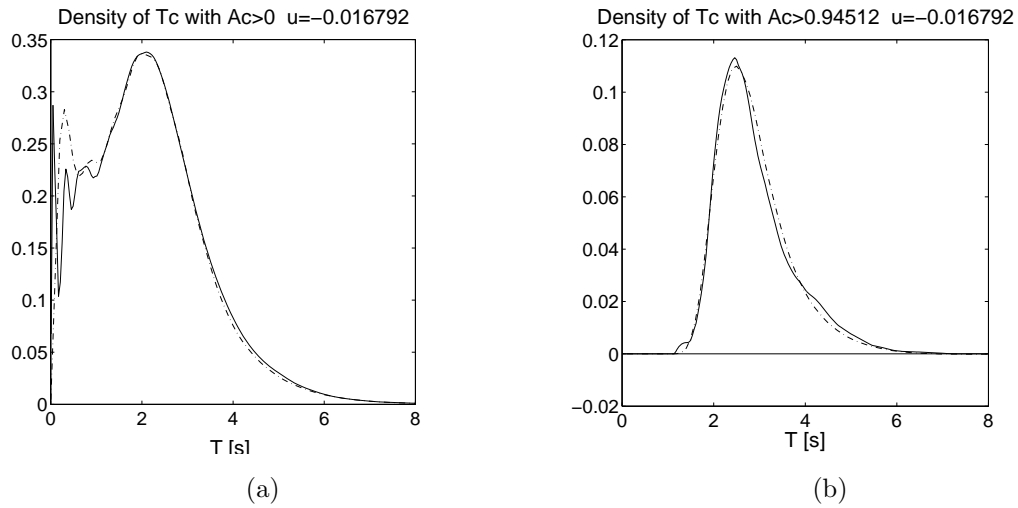 Density of Tc with Ac>0 u=−0.016792
0.35
0.3
0.25
0.2
0.15
0.1
0.05
0
0 2 4 6 8
T [s]
(a)
Density of Tc with Ac>0.94512 u=−0.016792
0.12
0.1
0.08
0.06
0.04
0.02
0
−0.02
0 2 4 6 8
T [s]
(b)